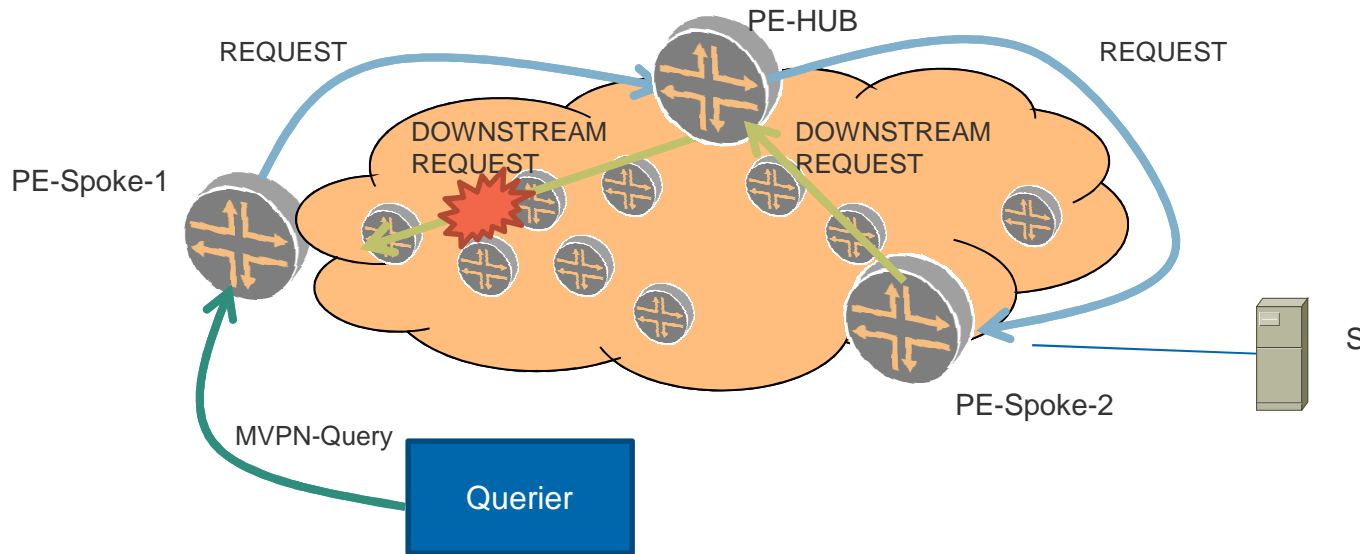 PE-HUB
REQUEST
REQUEST
DOWNSTREAM
REQUEST
DOWNSTREAM
REQUEST
PE-Spoke-1
S
PE-Spoke-2
MVPN-Query
Querier